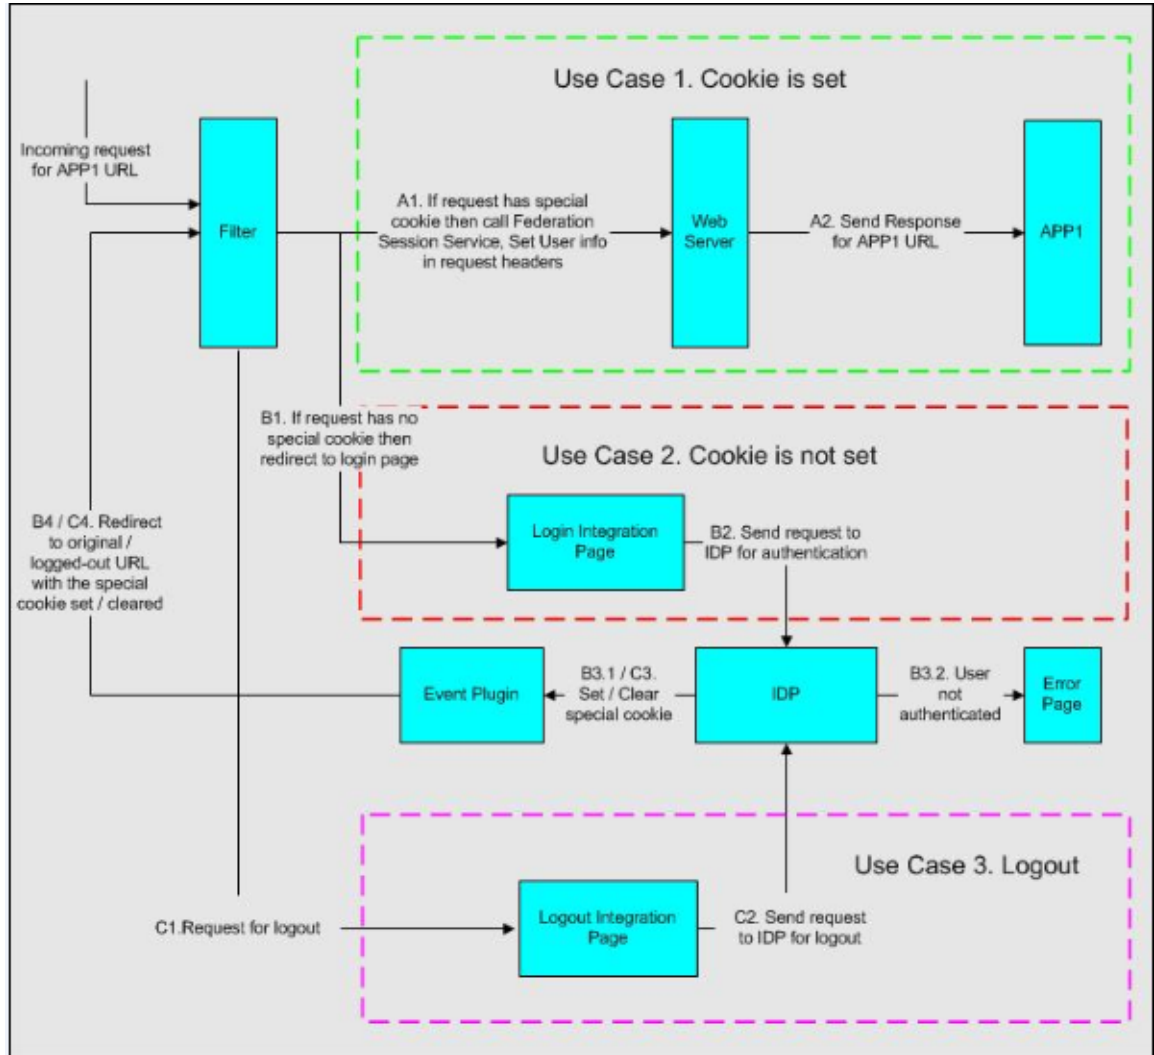 Use Case 1. Cookie is set
Incoming request
for APP1 URL
Filter
A1. If request has special
cookie then call Federation
Session Service, Set User info
in request headers
Web
Server
A2. Send Response
for APP1 URL
APP1
B1. If request has no
special cookie then
redirect to login page
Use Case 2. Cookie is not set
Login Integration
Page
B2. Send request to
IDP for authentication
B4 / C4. Redirect
to original /
logged-out URL
with the special
cookie set / cleared
Event Plugin
B3.1 / C3.
Set / Clear
special cookie
IDP
B3.2. User
not
authenticated
Error
Page
Use Case 3. Logout
C1.Request for logout
Logout Integration
Page
C2. Send request
to IDP for logout